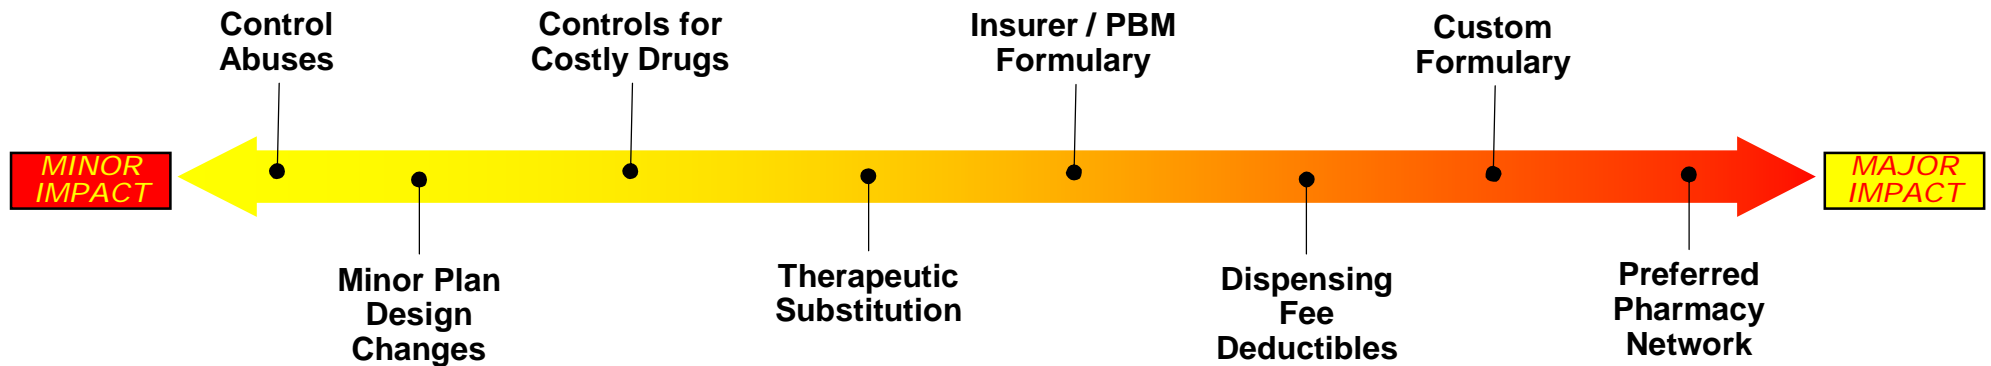 Control
Abuses
Controls for
Costly Drugs
Insurer / PBM
Formulary
Custom
Formulary
MINOR
IMPACT
MAJOR
IMPACT
Minor Plan
Design
Changes
Therapeutic
Substitution
Dispensing
Fee
Deductibles
Preferred
Pharmacy
Network